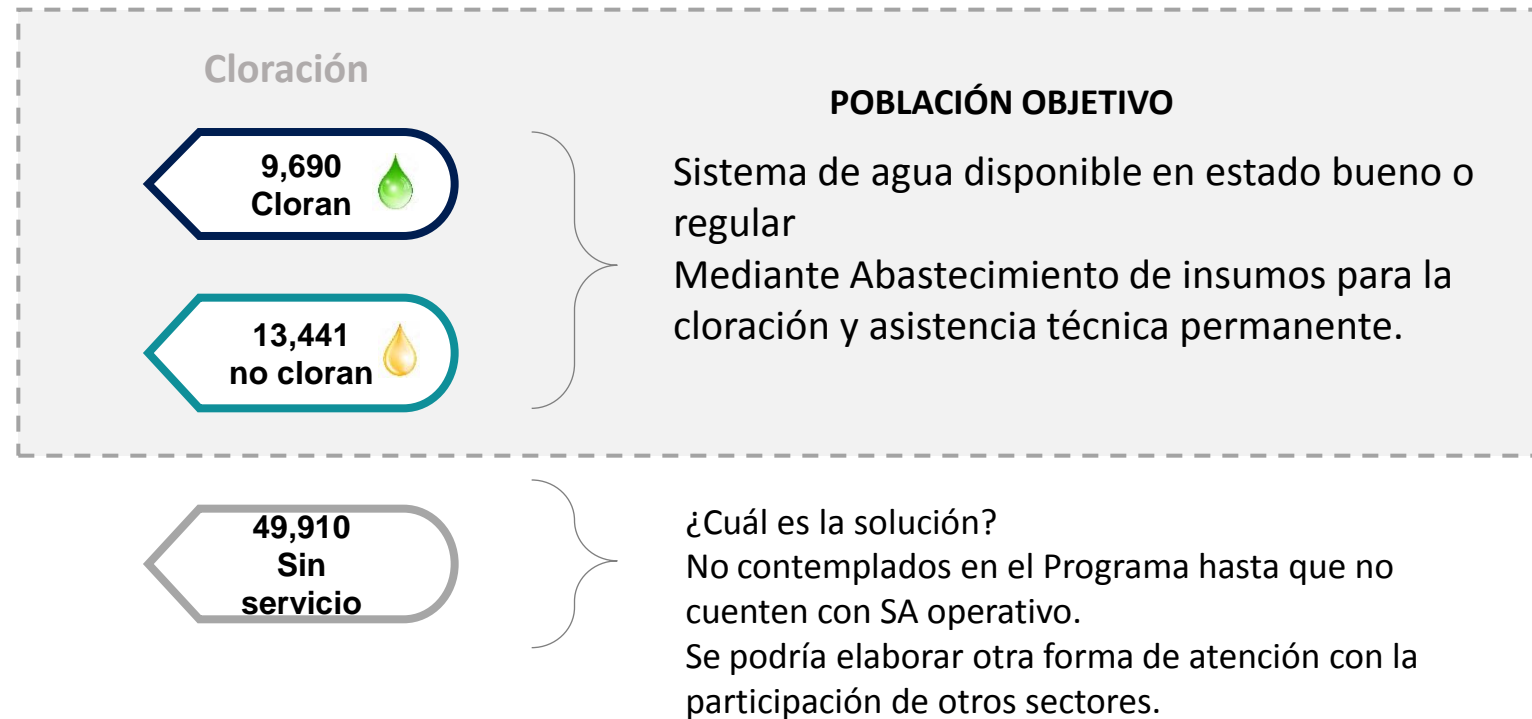 Cloración
9,690
Cloran
13,441
no cloran
POBLACIÓN OBJETIVO
Sistema de agua disponible en estado bueno o
regular
Mediante Abastecimiento de insumos para la
cloración y asistencia técnica permanente.
49,910
Sin
servicio
¿Cuál es la solución?
No contemplados en el Programa hasta que no
cuenten con SA operativo.
Se podría elaborar otra forma de atención con la
participación de otros sectores.